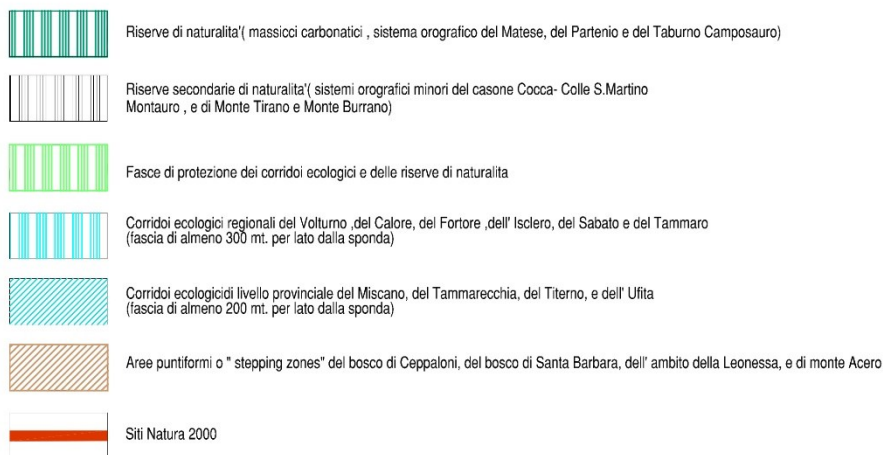 Riserve di naturalita'( massicci carbonatici , sistema orografico del Matese, del Partenio e del Taburno Camposauro)
Riserve secondarie di naturalita'( sistemi orografici minori del casone Cocca- Colle S.Martino
Montauro , e di Monte Tirano e Monte Burrano)
Fasce di protezione dei corridoi ecologici e delle riserve di naturalita
Corridoi ecologici regionali del Volturno ,del Calore, del Fortore ,dell' Isclero, del Sabato e del Tammaro
(fascia di almeno 300 mt. per lato dalla sponda)
Corridoi ecologicidi livello provinciale del Miscano, del Tammarecchia, del Titerno, e dell' Ufita
(fascia di almeno 200 mt. per lato dalla sponda)
Aree puntiformi o " stepping zones" del bosco di Ceppaloni, del bosco di Santa Barbara, dell' ambito della Leonessa, e di monte Acero
Siti Natura 2000